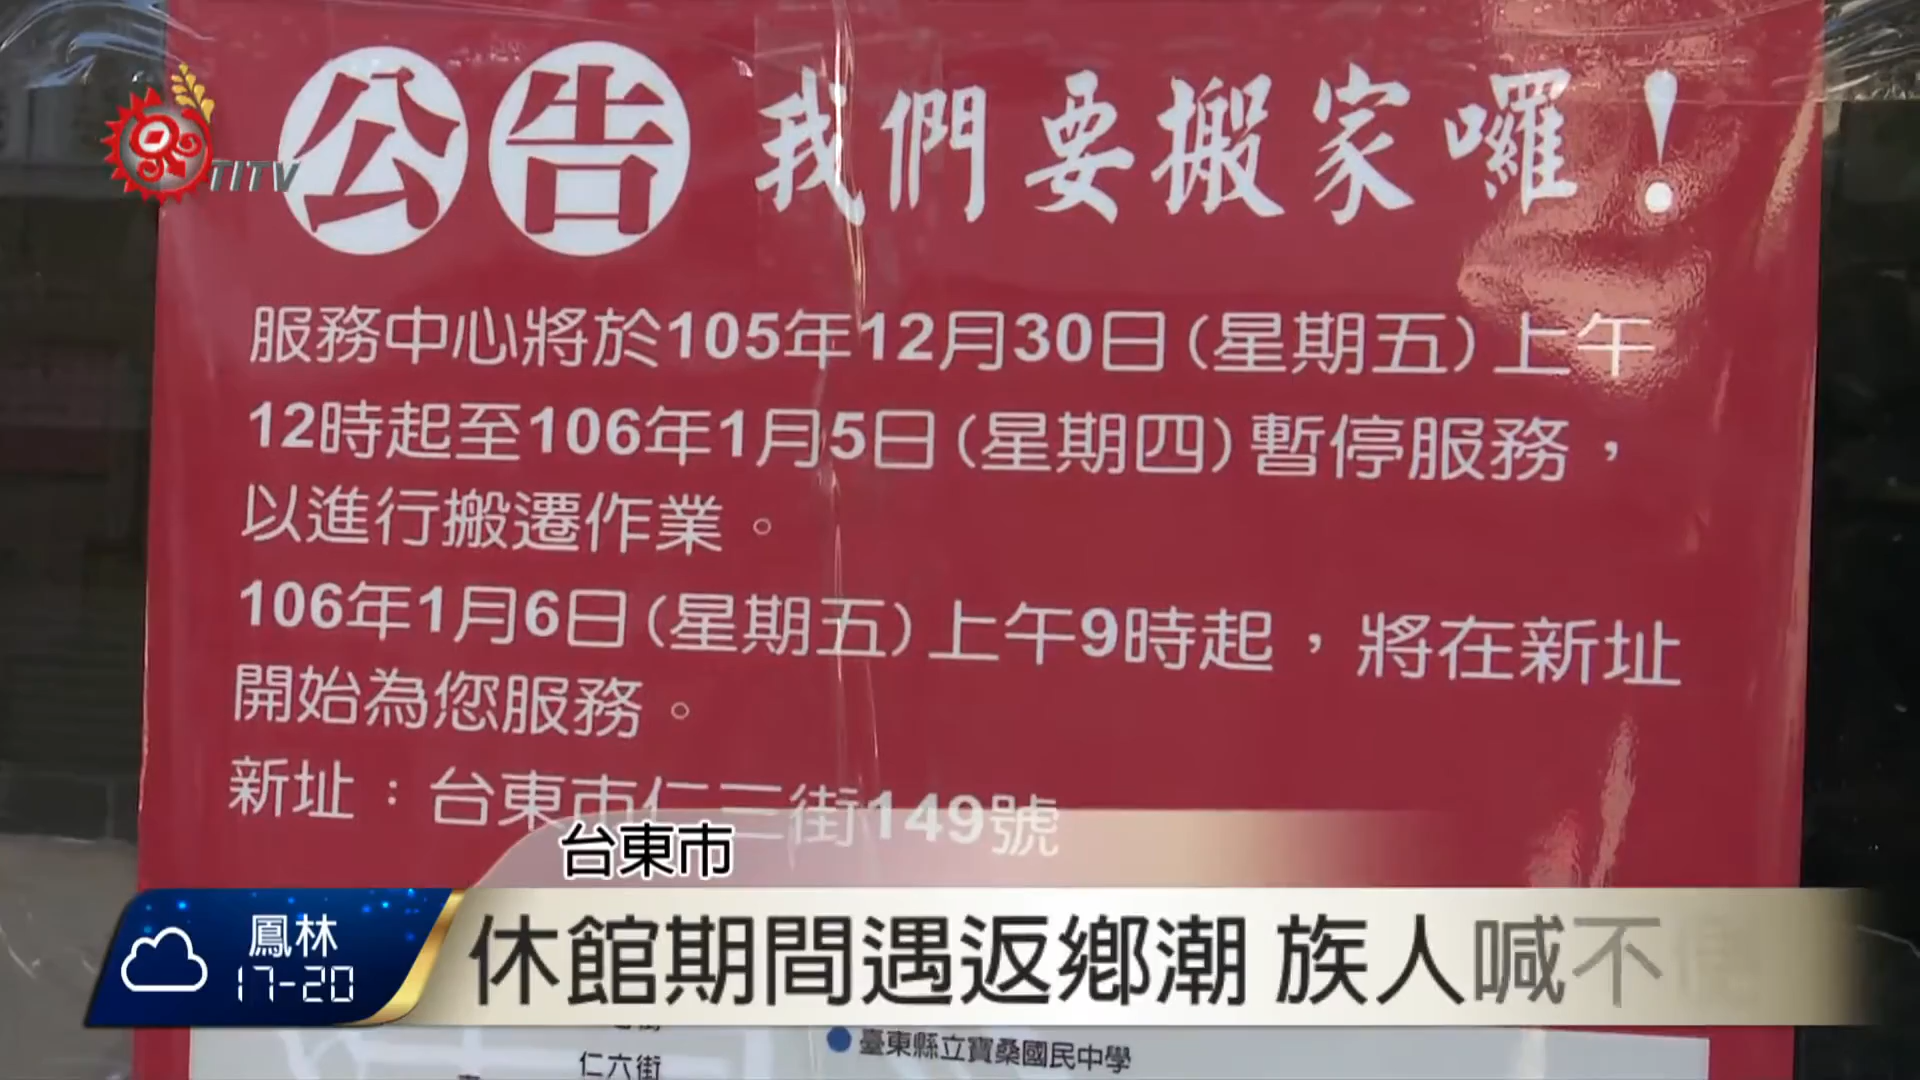 TITV
公告 我們要搬家囉！
服務中心將於105年12月30日(星期五)上午
12時起至106年1月5日(星期四)暫停服務，
以進行搬遷作業。
106年1月6日(星期五)上午9時起，將在新址
開始為您服務。
新址：台東市仁二街149號
台東市
鳳林
17-20
休館期間遇返鄉潮 族人喊不
臺東縣立寶桑國民中學
仁六街